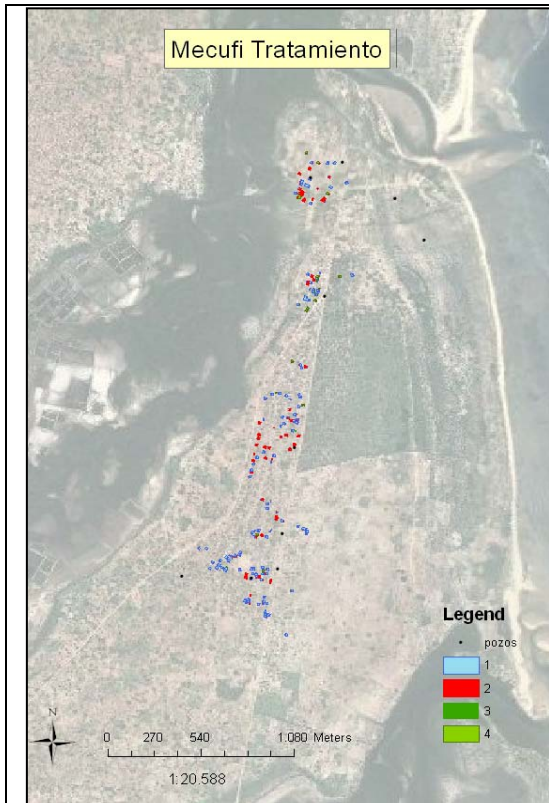 Mecufi Tratamiento
Legend
pozos
1
2
3
4
N
0 270 540 1.080 Meters
1:20.588